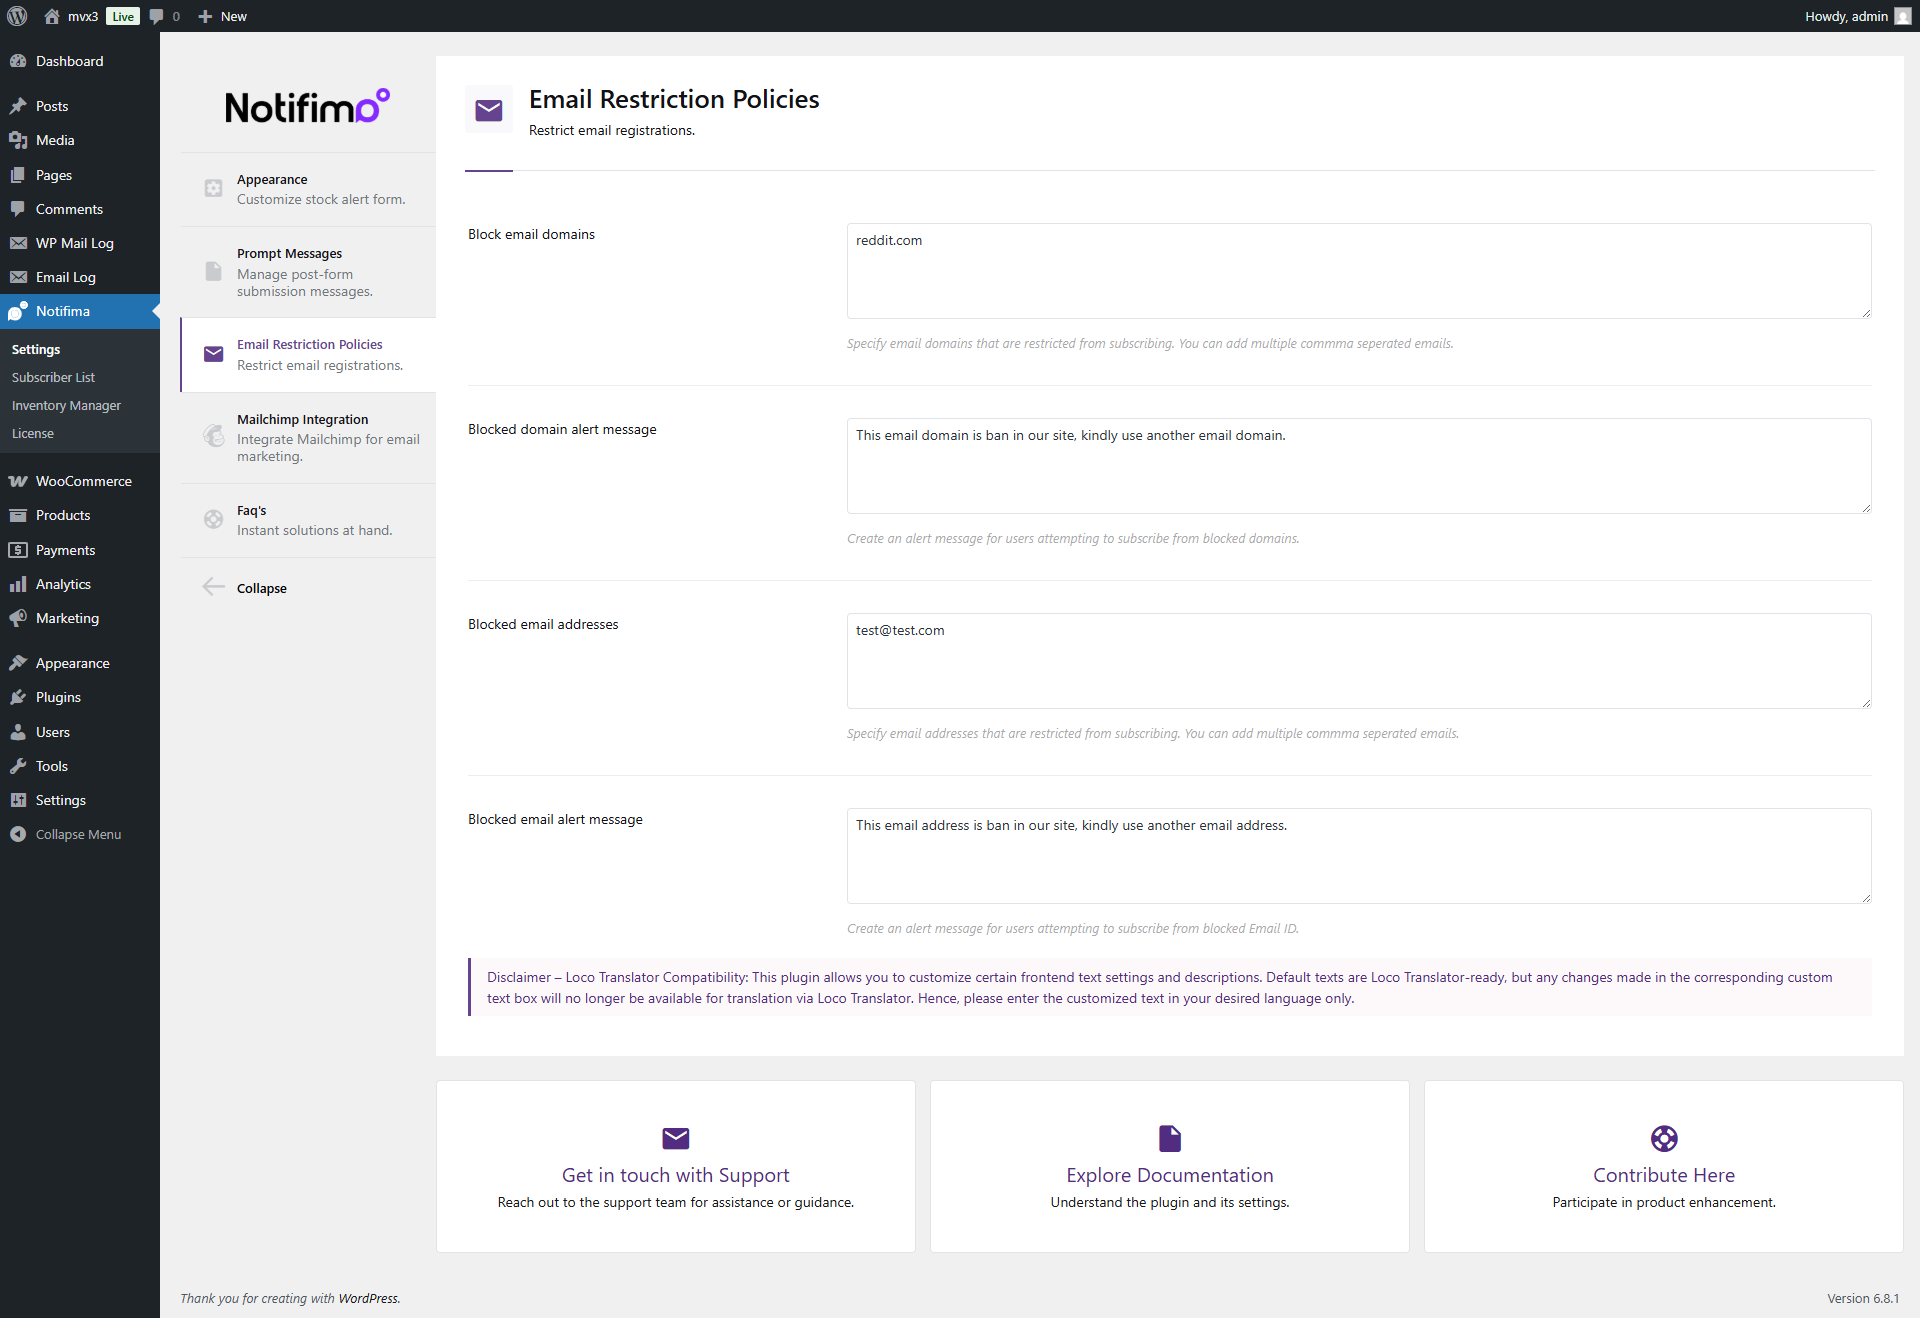 mvx3 Live 0 New
Howdy, admin
Dashboard
Posts
Media
Pages
Comments
WP Mail Log
Email Log
Notifima
Settings
Subscriber List
Inventory Manager
License
WooCommerce
Products
Payments
Analytics
Marketing
Appearance
Plugins
Users
Tools
Settings
Collapse Menu
Notifima
Appearance
Customize stock alert form.
Prompt Messages
Manage post-form
submission messages.
Email Restriction Policies
Restrict email registrations.
Mailchimp Integration
Integrate Mailchimp for email
marketing.
Faq's
Instant solutions at hand.
Collapse
Email Restriction Policies
Restrict email registrations.
Block email domains
reddit.com
Specify email domains that are restricted from subscribing. You can add multiple commma seperated emails.
Blocked domain alert message
This email domain is ban in our site, kindly use another email domain.
Create an alert message for users attempting to subscribe from blocked domains.
Blocked email addresses
test@test.com
Specify email addresses that are restricted from subscribing. You can add multiple commma seperated emails.
Blocked email alert message
This email address is ban in our site, kindly use another email address.
Create an alert message for users attempting to subscribe from blocked Email ID.
Disclaimer – Loco Translator Compatibility: This plugin allows you to customize certain frontend text settings and descriptions. Default texts are Loco Translator-ready, but any changes made in the corresponding custom
text box will no longer be available for translation via Loco Translator. Hence, please enter the customized text in your desired language only.
Get in touch with Support
Reach out to the support team for assistance or guidance.
Explore Documentation
Understand the plugin and its settings.
Contribute Here
Participate in product enhancement.
Thank you for creating with WordPress.
Version 6.8.1